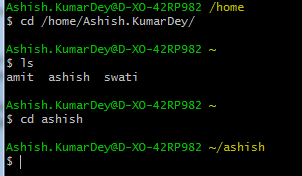 Ashish.KumarDey@D-XO-42RP982 /home
$ cd /home/Ashish.KumarDey/
Ashish.KumarDey@D-XO-42RP982 ~
$ ls
amit  ashish  swati
Ashish.KumarDey@D-XO-42RP982 ~
$ cd ashish
Ashish.KumarDey@D-XO-42RP982 ~/ashish
$